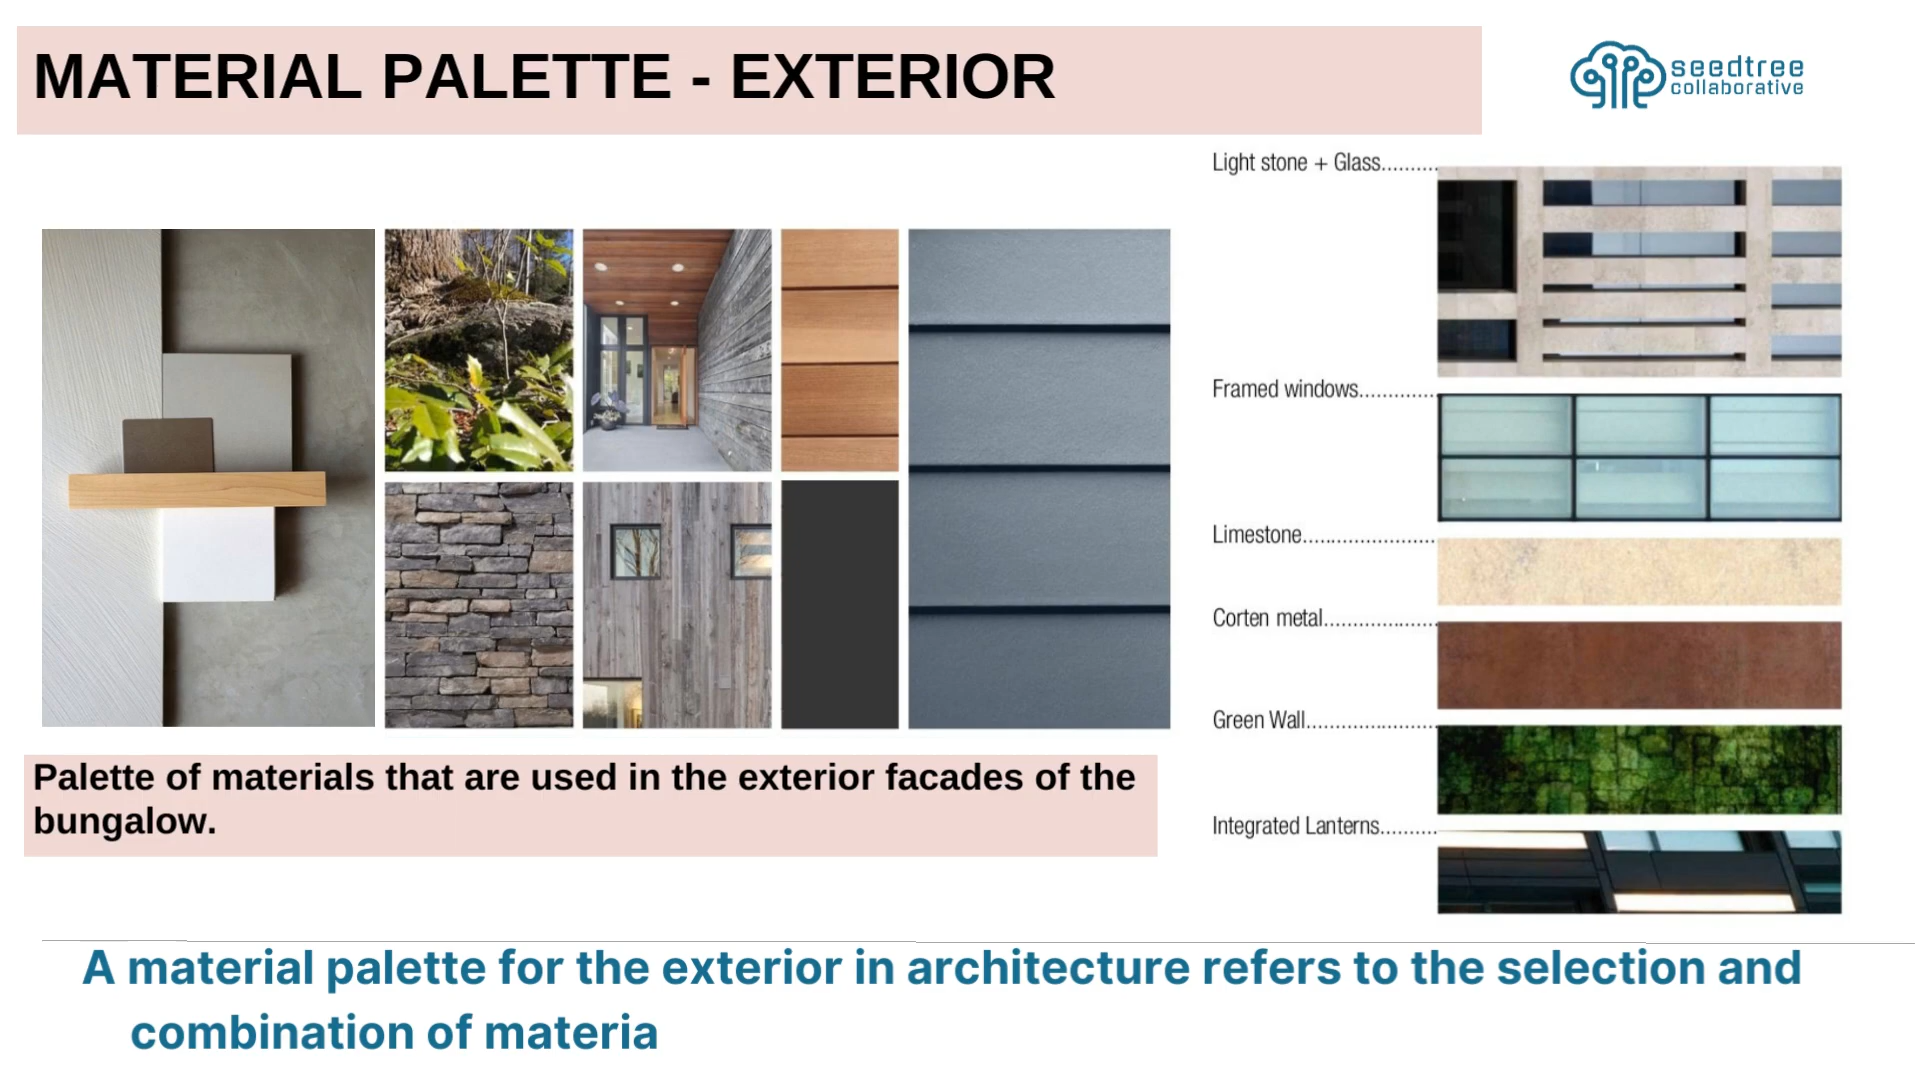 MATERIAL PALETTE - EXTERIOR
seedtree
collaborative
Light stone + Glass..........
Framed windows..............
Limestone.......................
Corten metal....................
Green Wall.......................
Integrated Lanterns..........
Palette of materials that are used in the exterior facades of the
bungalow.
A material palette for the exterior in architecture refers to the selection and
combination of materia